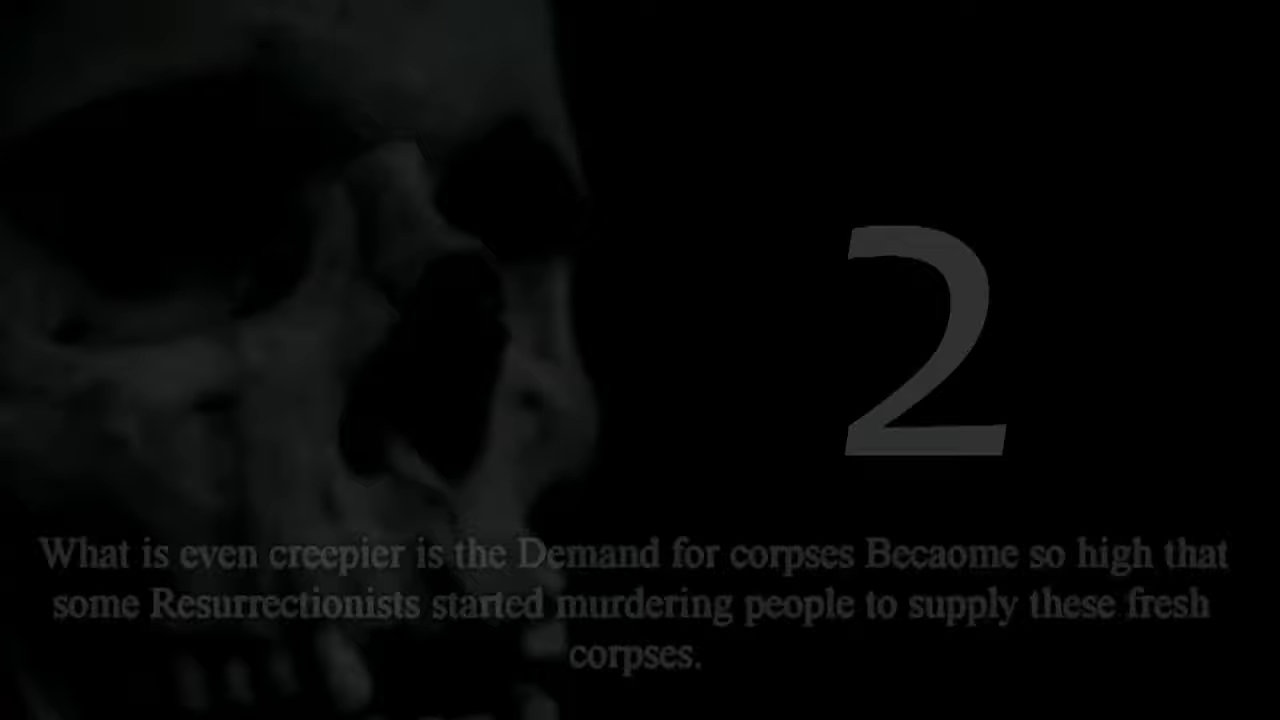 2
What is even creepier is the Demand for corpses Becaome so high that
some Resurrectionists started murdering people to supply these fresh
corpses.